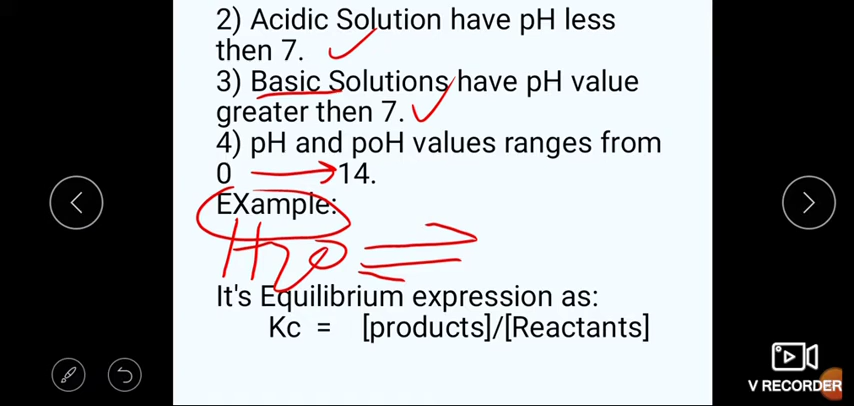 2) Acidic Solution have pH less
then 7.
3) Basic Solutions have pH value
greater then 7.
4) pH and poH values ranges from
0 → 14.
EXample:
H2O ⇌
It's Equilibrium expression as:
Kc = [products]/[Reactants]
V RECORDER